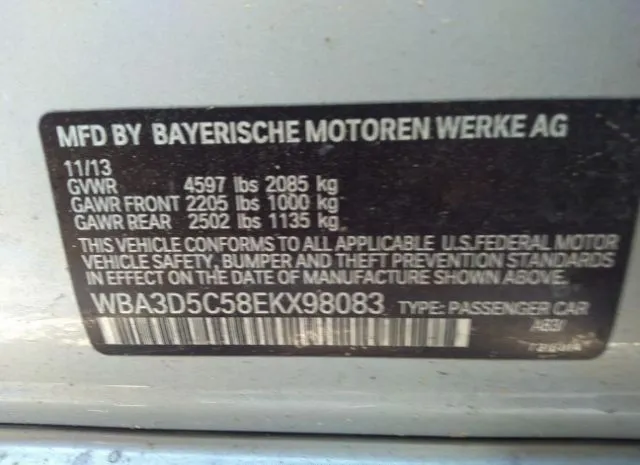 MFD BY BAYERISCHE MOTOREN WERKE AG
11/13
GVWR 4597 lbs 2085 kg
GAWR FRONT 2205 lbs 1000 kg
GAWR REAR 2502 lbs 1135 kg
THIS VEHICLE CONFORMS TO ALL APPLICABLE U.S.FEDERAL MOTOR
VEHICLE SAFETY, BUMPER AND THEFT PREVENTION STANDARDS
IN EFFECT ON THE DATE OF MANUFACTURE SHOWN ABOVE.
WBA3D5C58EKX98083 TYPE: PASSENGER CAR